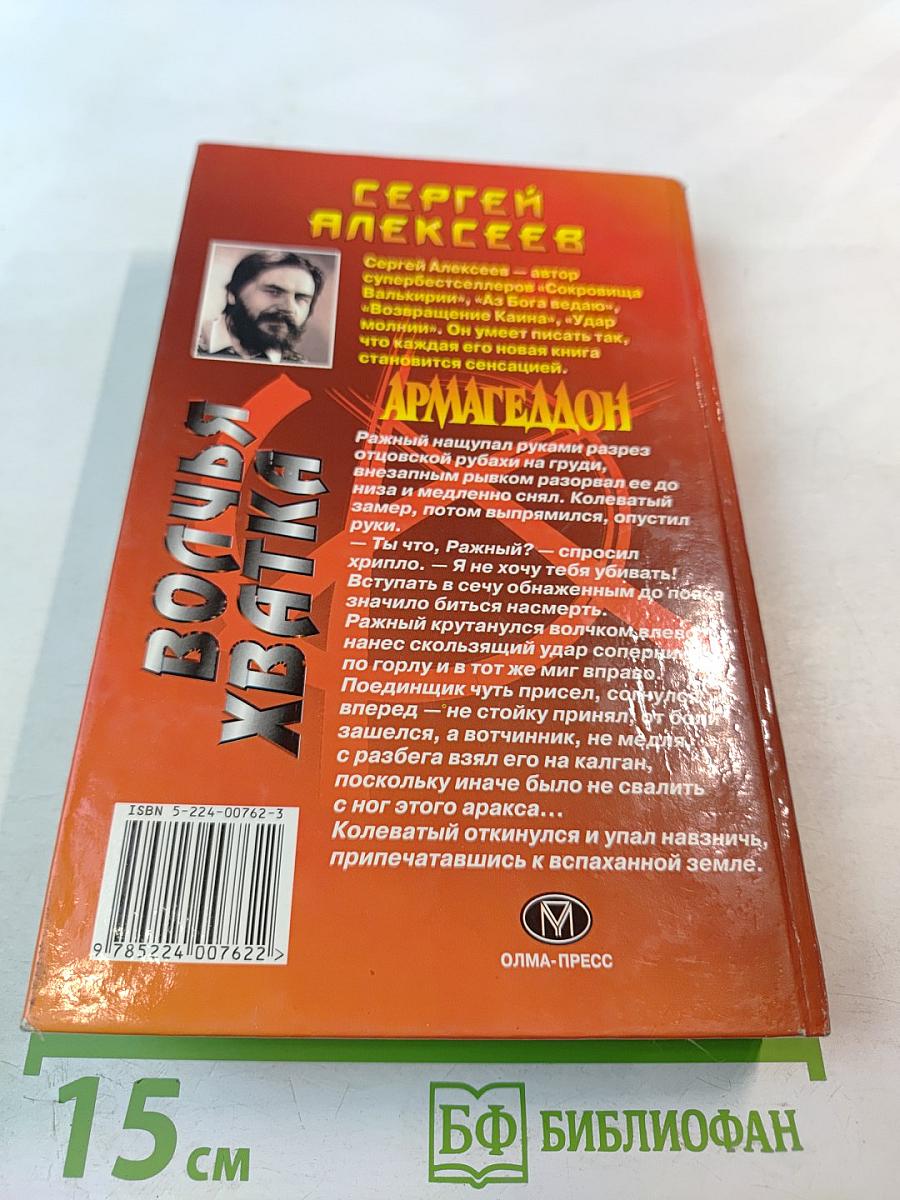 СЕРГЕЙ
АЛЕКСЕЕВ
Сергей Алексеев — автор
супербестселлеров «Сокровища
Валькирии», «Аз Бога ведаю»,
«Возвращение Каина», «Удар
молнии». Он умеет писать так,
что каждая его новая книга
становится сенсацией.
АРМАГЕДДОН
ВОЛЧЬЯ
ХВАТКА
Ражный нащупал руками разрез
отцовской рубахи на груди,
внезапным рывком разорвал ее до
низа и медленно снял. Колеватый
замер, потом выпрямился, опустил
руки.
— Ты что, Ражный? — спросил
хрипло. — Я не хочу тебя убивать!
Вступать в сечу обнаженным до пояса
значило биться насмерть.
Ражный крутанулся волчком влево,
нанес скользящий удар
по горлу и в тот же миг вправо.
Поединщик чуть присел, согнулся
вперед — не стойку принял, от боли
зашелся, а вотчинник, не медля,
с разбега взял его на калган,
поскольку иначе было не свалить
с ног этого аракса...
Колеватый откинулся и упал навзничь,
припечатавшись к вспаханной земле.
ISBN 5-224-00762-3
9 785224 007622 >
ОЛМА-ПРЕСС
15 см
БФ БИБЛИОФАН